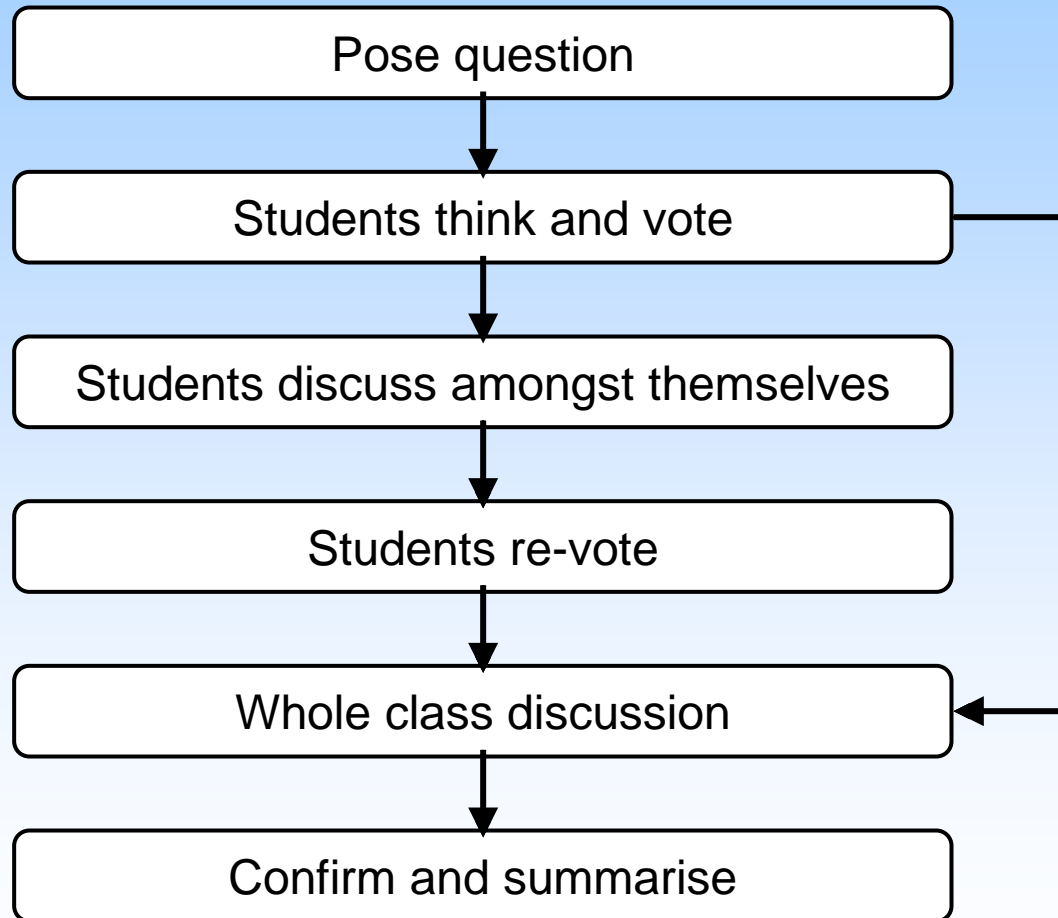 Pose question
Students think and vote
Students discuss amongst themselves
Students re-vote
Whole class discussion
Confirm and summarise